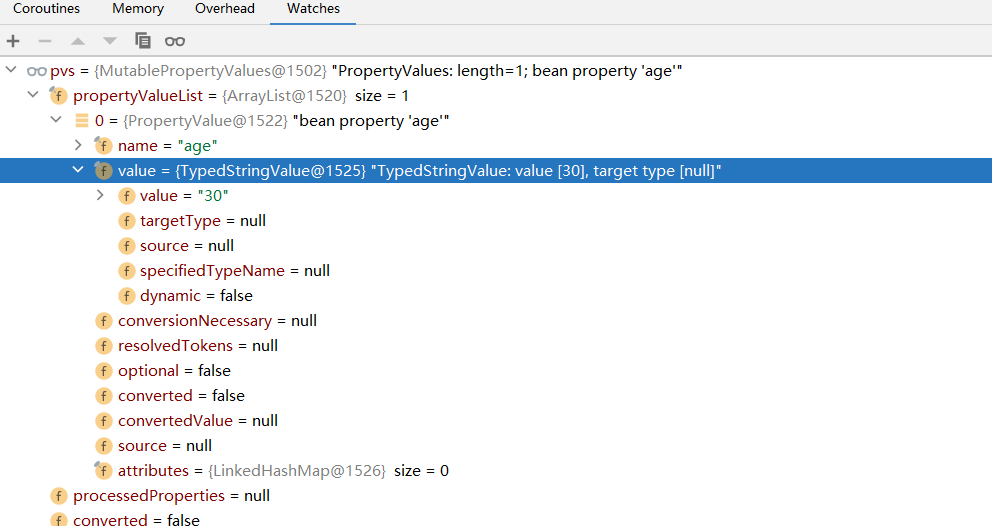 Coroutines Memory Overhead Watches
pvs = {MutablePropertyValues@1502} "PropertyValues: length=1; bean property 'age'"
f propertyValueList = {ArrayList@1520} size = 1
0 = {PropertyValue@1522} "bean property 'age'"
f name = "age"
f value = {TypedStringValue@1525} "TypedStringValue: value [30], target type [null]"
f value = "30"
f targetType = null
f source = null
f specifiedTypeName = null
f dynamic = false
f conversionNecessary = null
f resolvedTokens = null
f optional = false
f converted = false
f convertedValue = null
f source = null
f attributes = {LinkedHashMap@1526} size = 0
f processedProperties = null
f converted = false